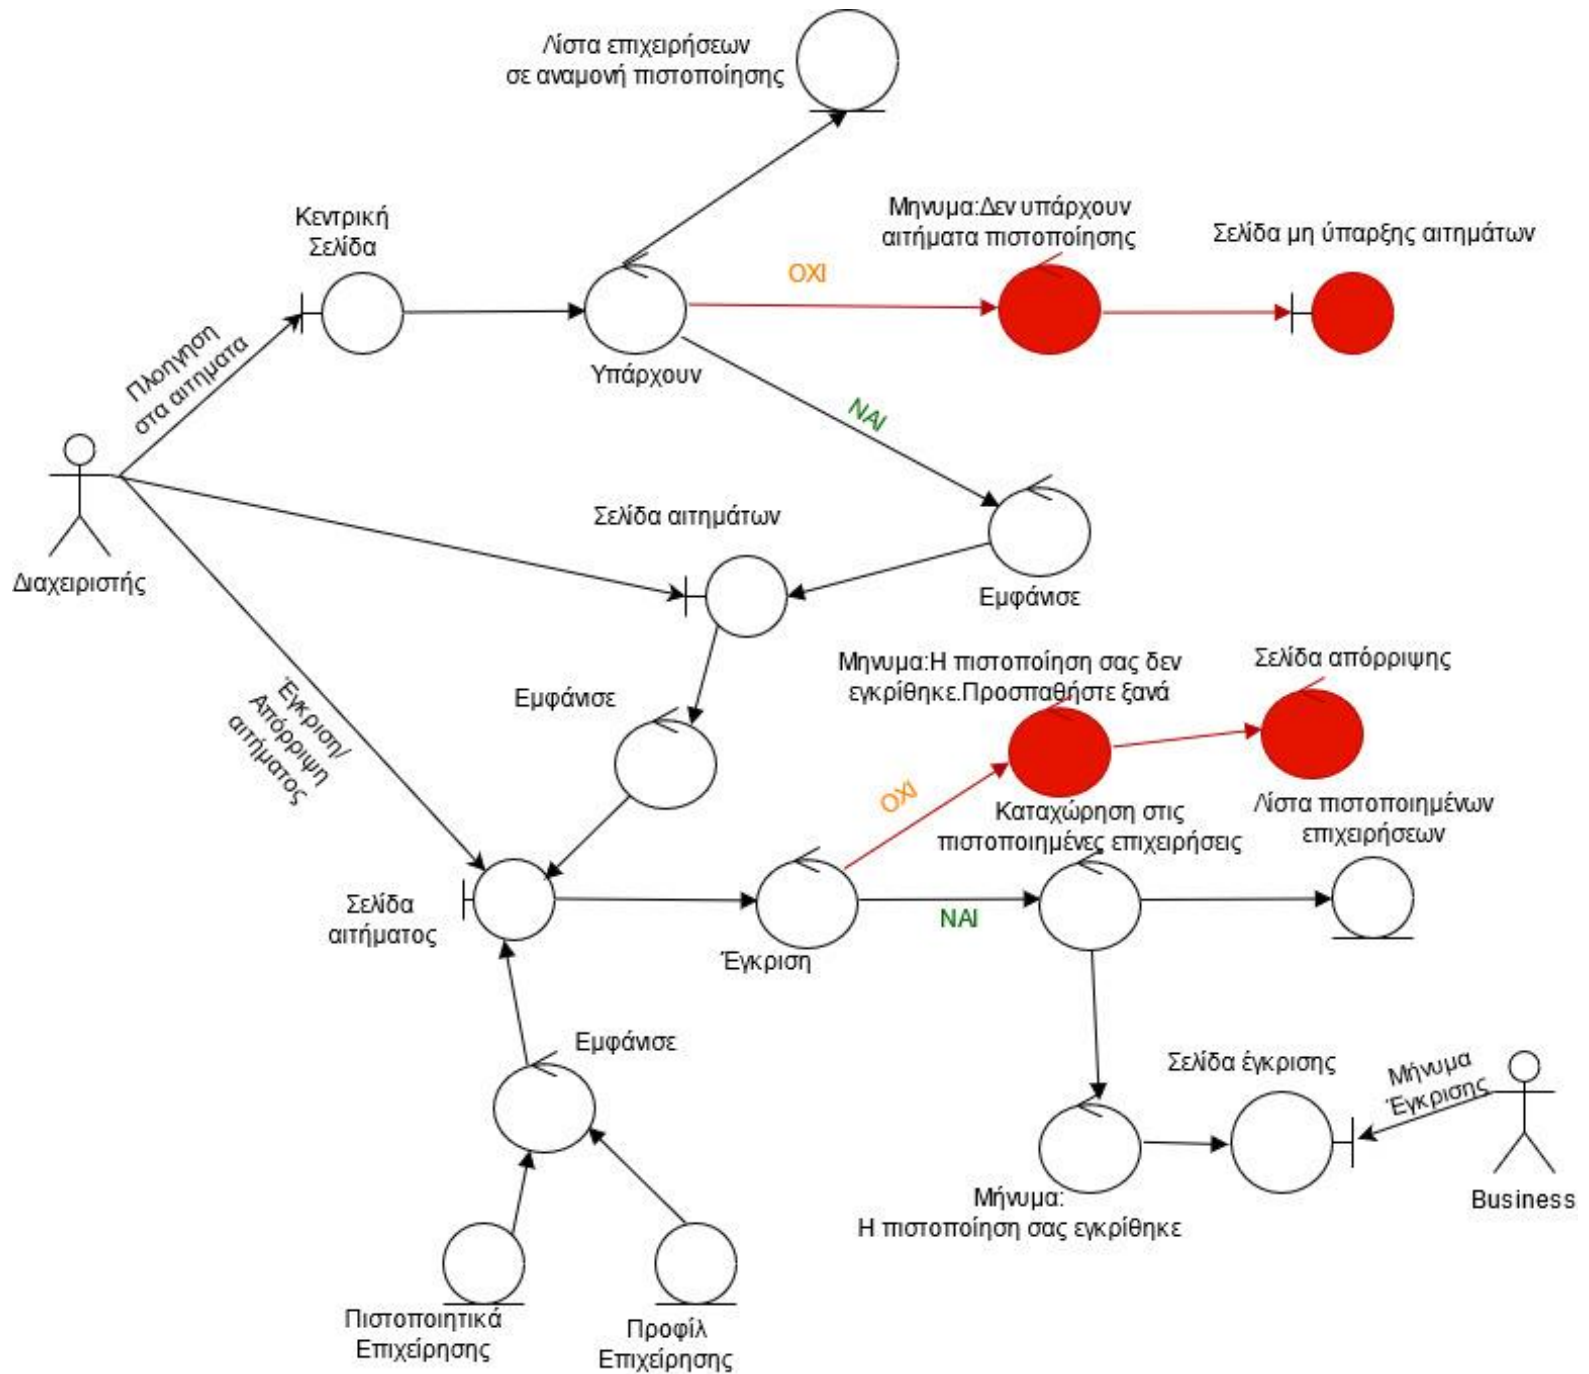 Λίστα επιχειρήσεων
σε αναμονή πιστοποίησης
Κεντρική
Σελίδα
Μηνυμα:Δεν υπάρχουν
αιτήματα πιστοποίησης
Σελίδα μη ύπαρξης αιτημάτων
ΟΧΙ
Υπάρχουν
Πλοηγηση
στα αιτηματα
ΝΑΙ
Διαχειριστής
Σελίδα αιτημάτων
Εμφάνισε
Εμφάνισε
Μηνυμα:Η πιστοποίηση σας δεν
εγκρίθηκε.Προσπαθήστε ξανά
Σελίδα απόρριψης
Έγκριση/
Απόρριψη
αιτήματος
ΟΧΙ
Καταχώρηση στις
πιστοποιημένες επιχειρήσεις
Λίστα πιστοποιημένων
επιχειρήσεων
Σελίδα
αιτήματος
Έγκριση
ΝΑΙ
Εμφάνισε
Σελίδα έγκρισης
Μήνυμα
Έγκρισης
Μήνυμα:
Η πιστοποίηση σας εγκρίθηκε
Business
Πιστοποιητικά
Επιχείρησης
Προφίλ
Επιχείρησης